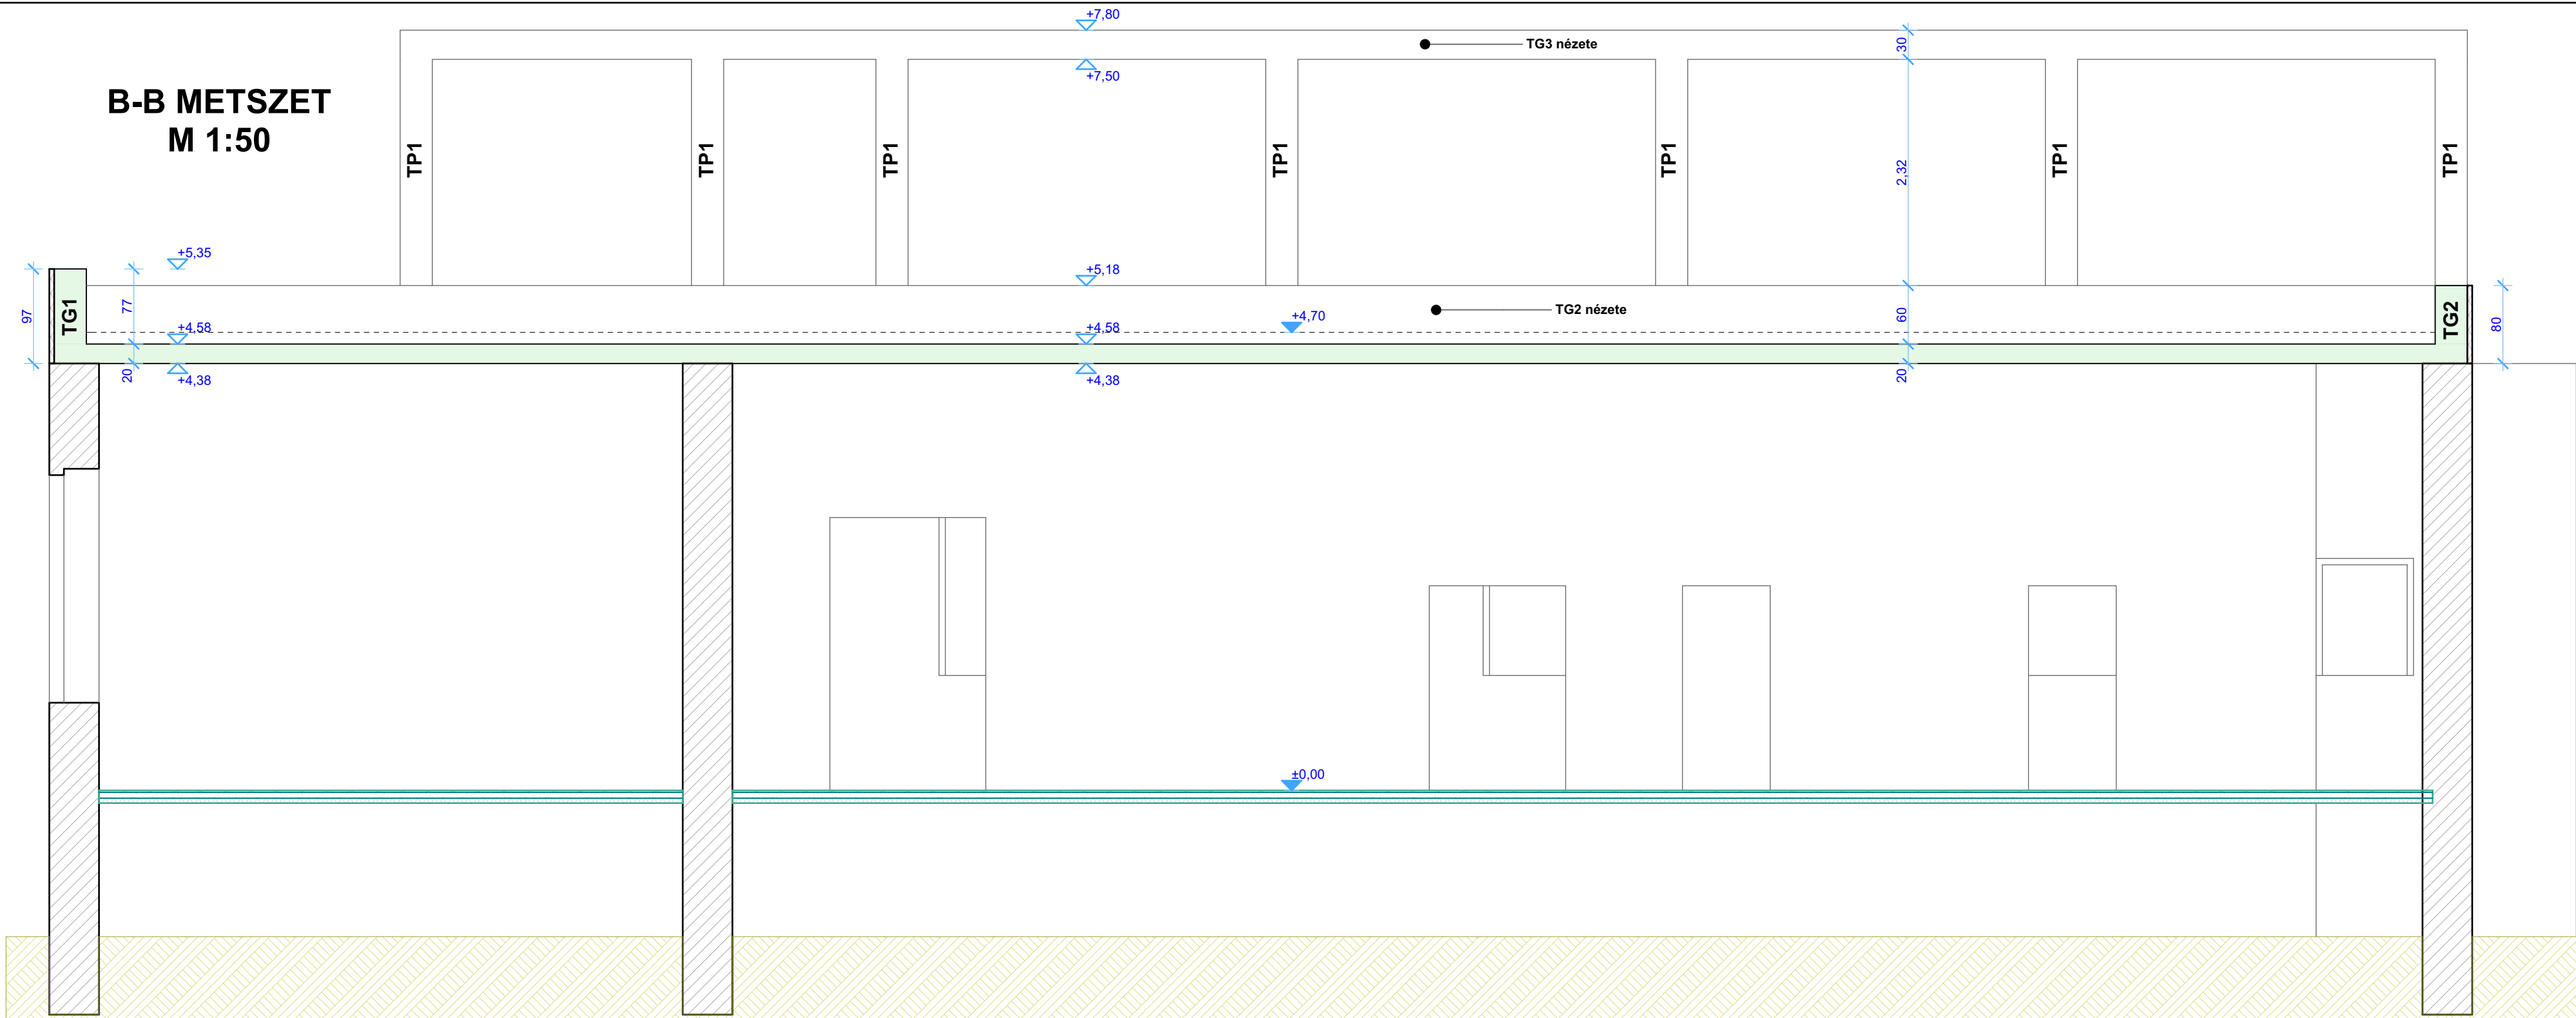 +7,80
TG3 nézete
30
+7,50
B-B METSZET
M 1:50
TP1
TP1
TP1
TP1
TP1
TP1
TP1
2,32
+5,35
+5,18
97
TG1
77
TG2 nézete
+4,70
60
TG2
80
+4,58
+4,58
20
+4,38
+4,38
20
±0,00